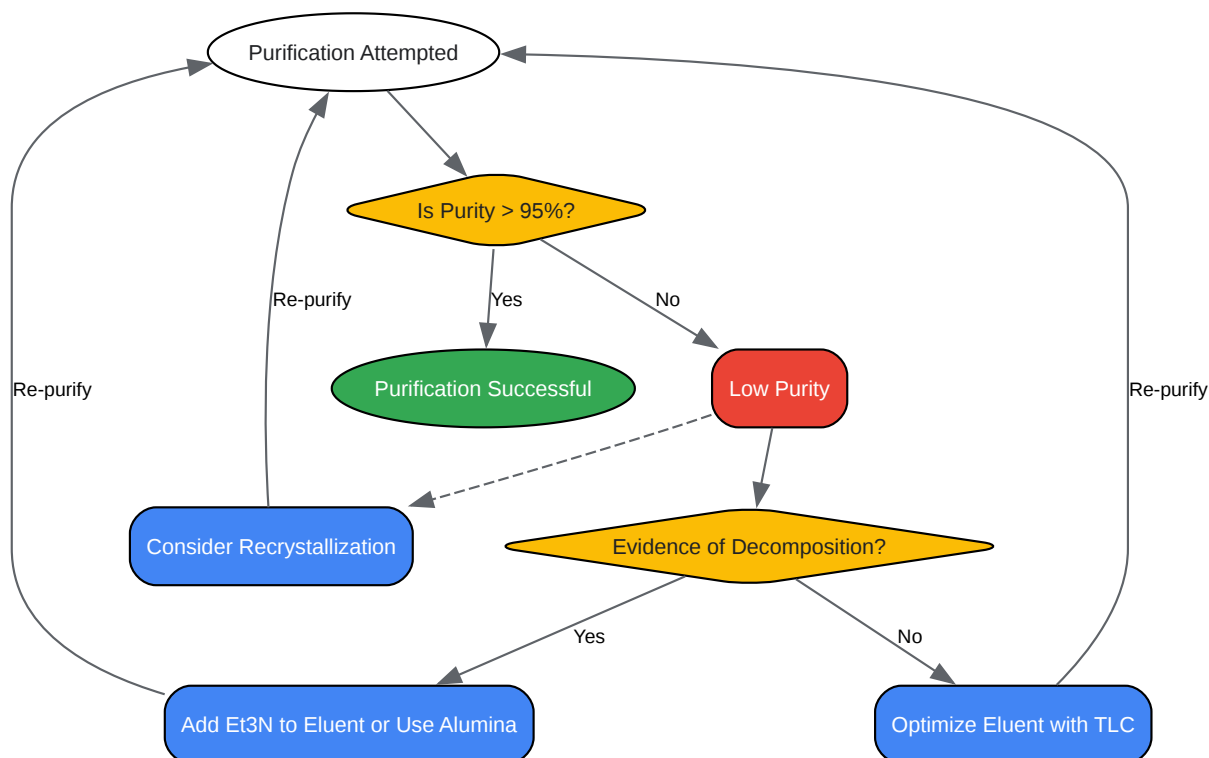 Purification Attempted
Is Purity > 95%?
Re-purify
Yes
No
Re-purify
Purification Successful
Low Purity
Re-purify
Consider Recrystallization
Evidence of Decomposition?
Yes
No
Add Et3N to Eluent or Use Alumina
Optimize Eluent with TLC